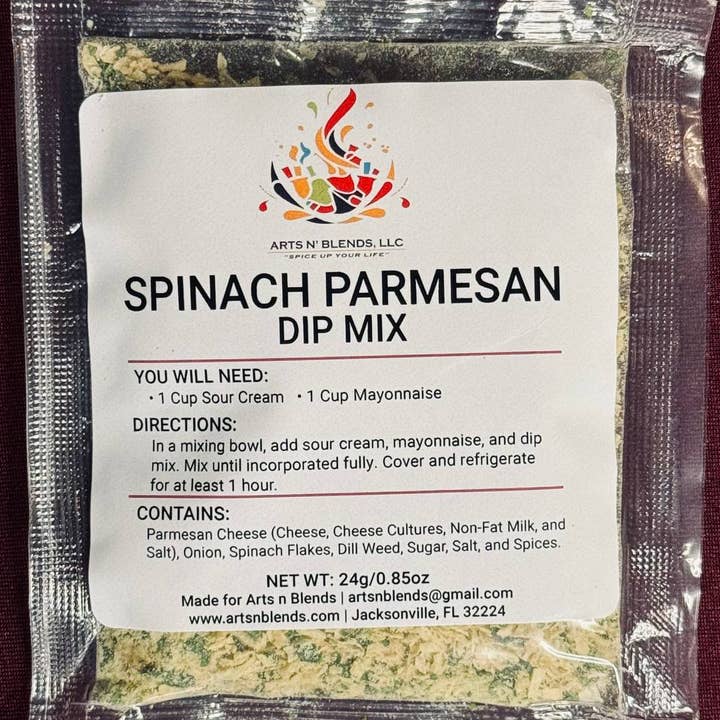 ARTS N' BLENDS, LLC
"SPICE UP YOUR LIFE"
SPINACH PARMESAN
DIP MIX
YOU WILL NEED:
• 1 Cup Sour Cream • 1 Cup Mayonnaise
DIRECTIONS:
In a mixing bowl, add sour cream, mayonnaise, and dip
mix. Mix until incorporated fully. Cover and refrigerate
for at least 1 hour.
CONTAINS:
Parmesan Cheese (Cheese, Cheese Cultures, Non-Fat Milk, and
Salt), Onion, Spinach Flakes, Dill Weed, Sugar, Salt, and Spices.
NET WT: 24g/0.85oz
Made for Arts n Blends | artsnblends@gmail.com
www.artsnblends.com | Jacksonville, FL 32224